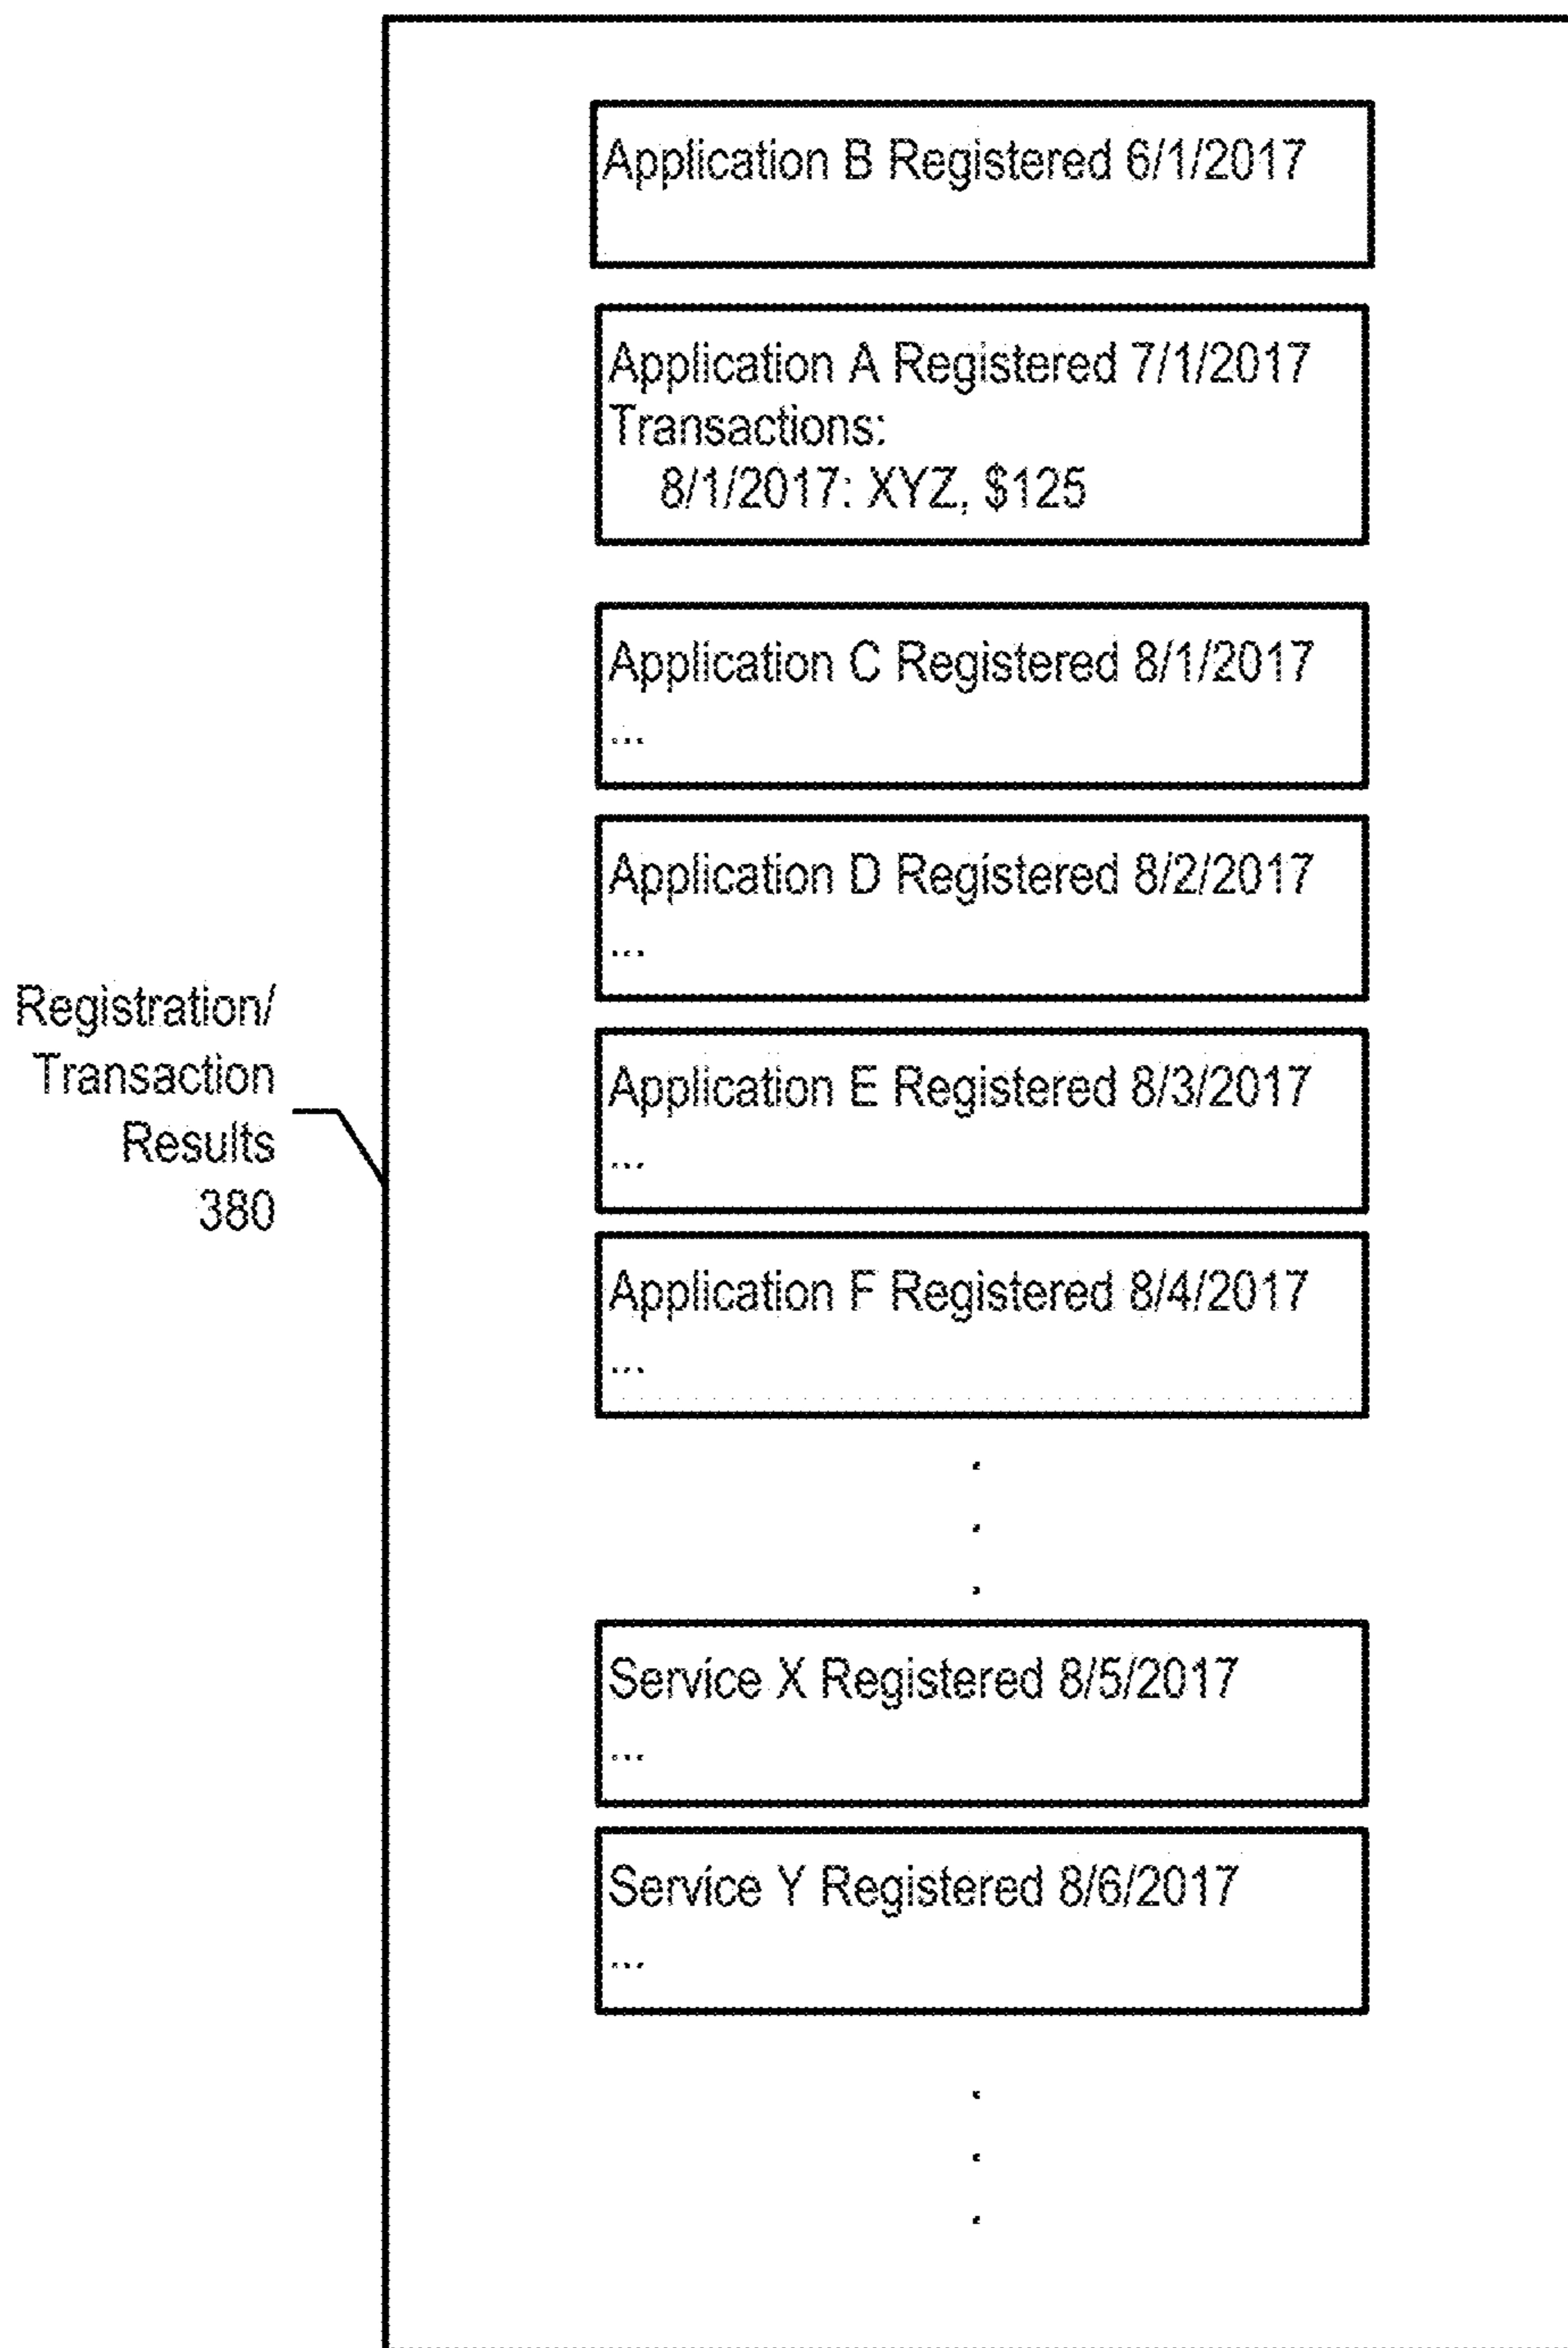 Application B Registered 6/1/2017
Application A Registered 7/1/2017
Transactions:
8/1/2017: XYZ, $125
Application C Registered 8/1/2017
...
Application D Registered 8/2/2017
...
Registration/
Transaction
Results
380
Application E Registered 8/3/2017
...
Application F Registered 8/4/2017
...
.
.
.
Service X Registered 8/5/2017
...
Service Y Registered 8/6/2017
...
.
.
.